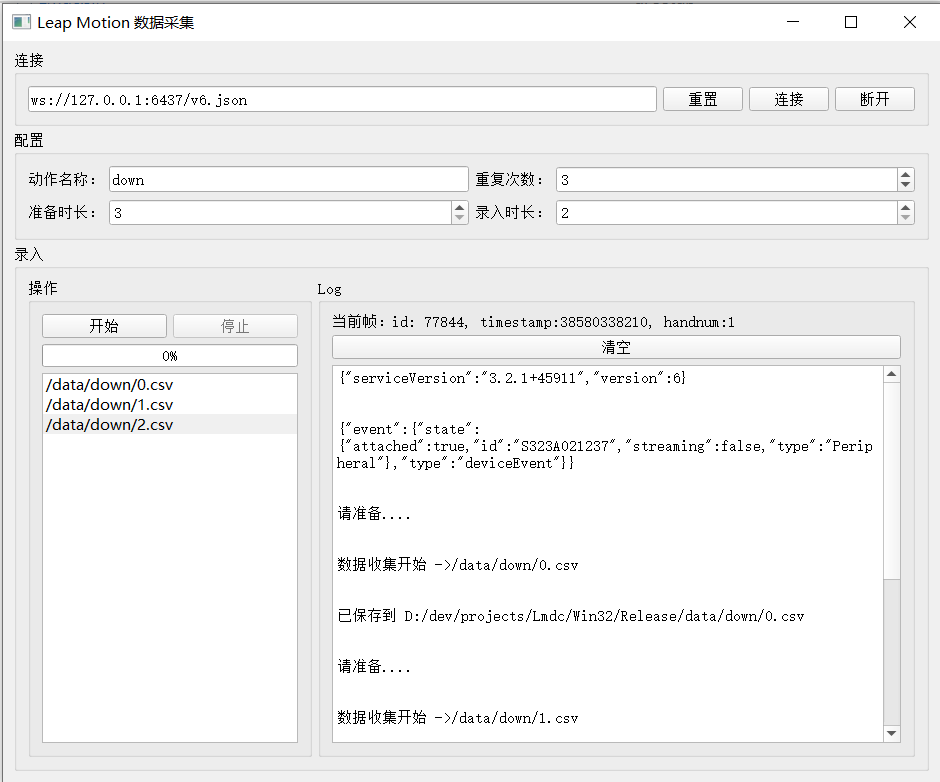 Leap Motion 数据采集
连接
ws://127.0.0.1:6437/v6.json 重置 连接 断开
配置
动作名称： down 重复次数： 3
准备时长： 3 录入时长： 2
录入
操作
开始 停止
0%
/data/down/0.csv
/data/down/1.csv
/data/down/2.csv
Log
当前帧：id: 77844, timestamp:38580338210, handnum:1
清空
{"serviceVersion":"3.2.1+45911","version":6}
{"event":{"state":
{"attached":true,"id":"S323A021237","streaming":false,"type":"Perip
heral"},"type":"deviceEvent"}}
请准备....
数据收集开始 ->/data/down/0.csv
已保存到 D:/dev/projects/Lmdc/Win32/Release/data/down/0.csv
请准备....
数据收集开始 ->/data/down/1.csv